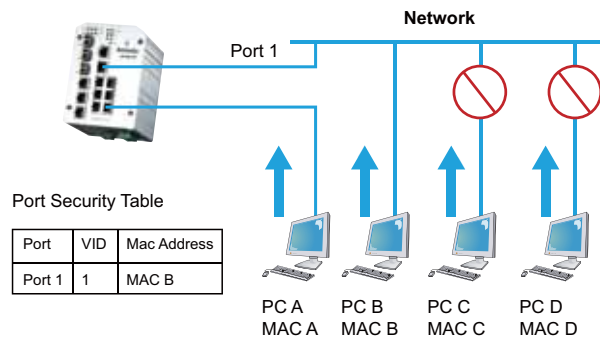 Network
Port 1
Port Security Table
Port VID Mac Address
Port 1 1 MAC B
PC A PC B PC C PC D
MAC A MAC B MAC C MAC D